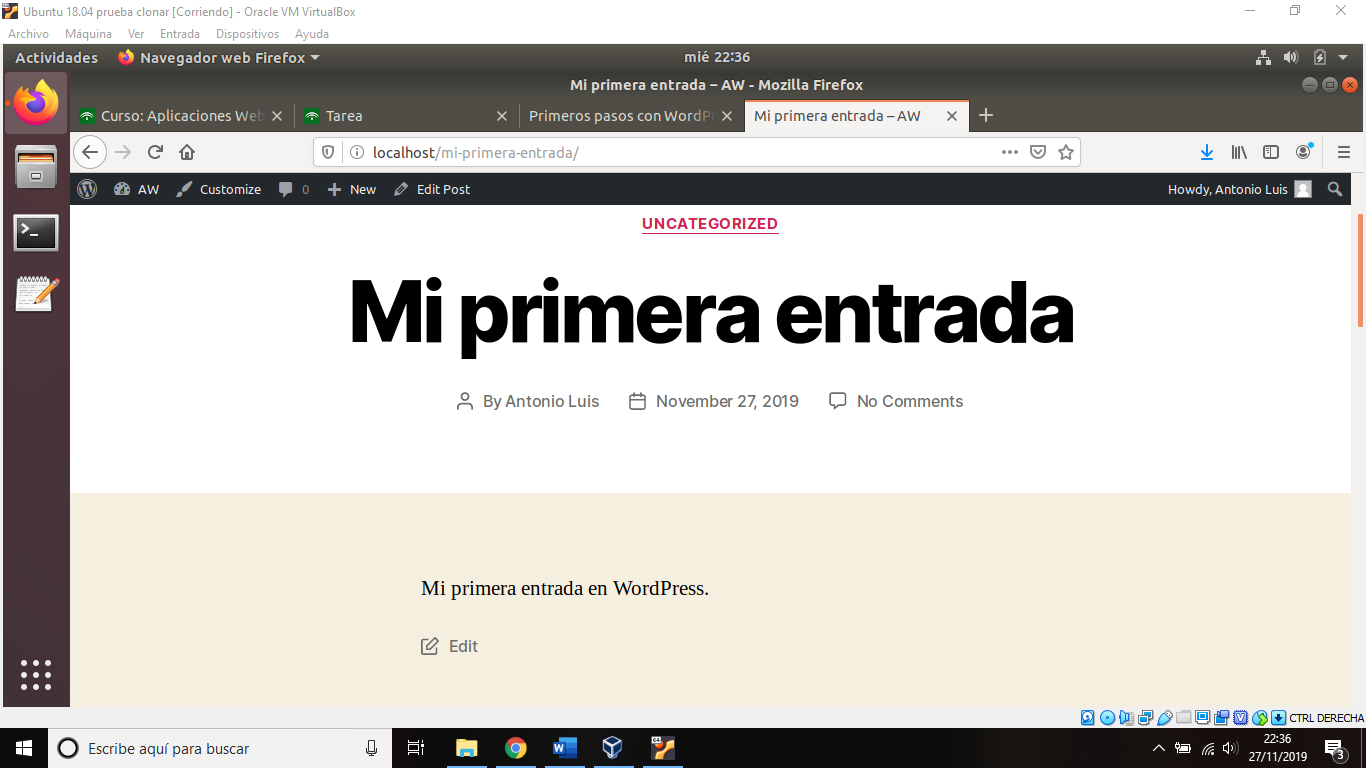 Ubuntu 18.04 prueba clonar [Corriendo] - Oracle VM VirtualBox
Archivo Máquina Ver Entrada Dispositivos Ayuda
Actividades Navegador web Firefox mié 22:36
Mi primera entrada – AW - Mozilla Firefox
Curso: Aplicaciones Web Tarea Primeros pasos con WordPr Mi primera entrada – AW
localhost/mi-primera-entrada/
AW Customize 0 New Edit Post Howdy, Antonio Luis
UNCATEGORIZED
Mi primera entrada
By Antonio Luis November 27, 2019 No Comments
Mi primera entrada en WordPress.
Edit
CTRL DERECHA
Escribe aquí para buscar
22:36
27/11/2019
3